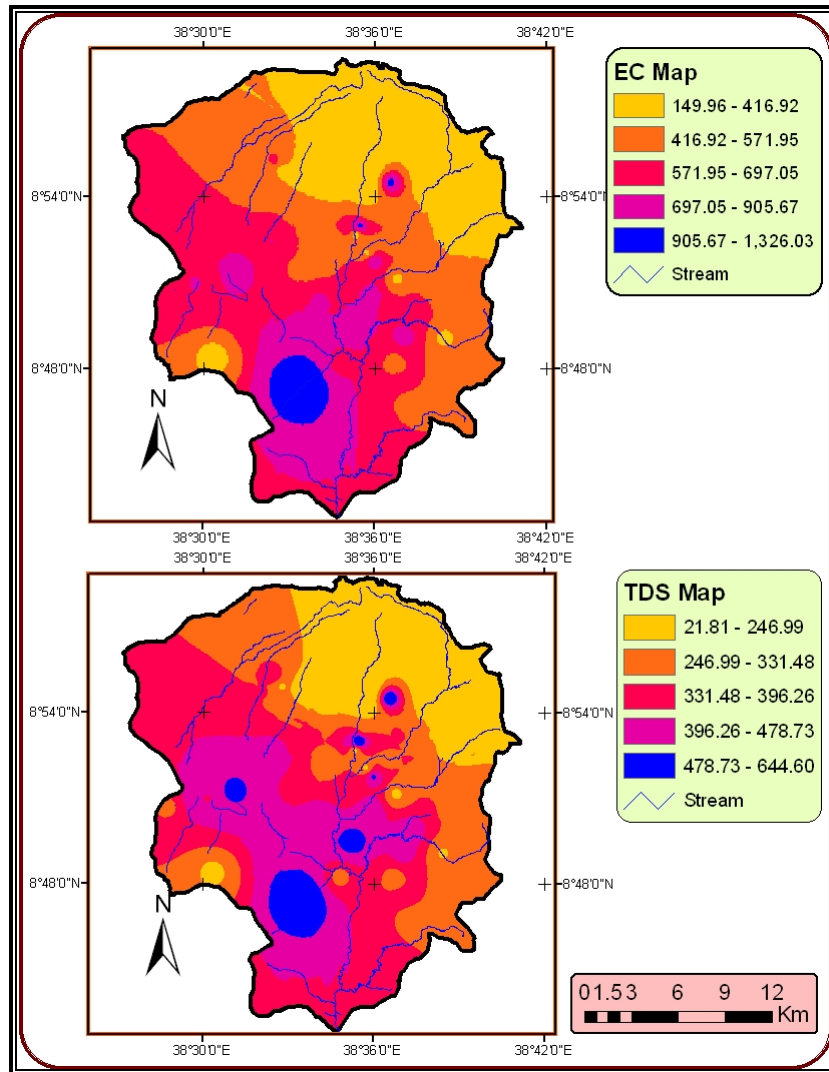 38°30'0"E 38°36'0"E 38°42'0"E
EC Map
149.96 - 416.92
416.92 - 571.95
571.95 - 697.05
697.05 - 905.67
905.67 - 1,326.03
Stream
8°54'0"N 8°54'0"N
8°48'0"N 8°48'0"N
N
38°30'0"E 38°36'0"E 38°42'0"E
38°30'0"E 38°36'0"E 38°42'0"E
TDS Map
21.81 - 246.99
246.99 - 331.48
331.48 - 396.26
396.26 - 478.73
478.73 - 644.60
Stream
8°54'0"N 8°54'0"N
8°48'0"N 8°48'0"N
N
0 1.5 3 6 9 12
Km
38°30'0"E 38°36'0"E 38°42'0"E